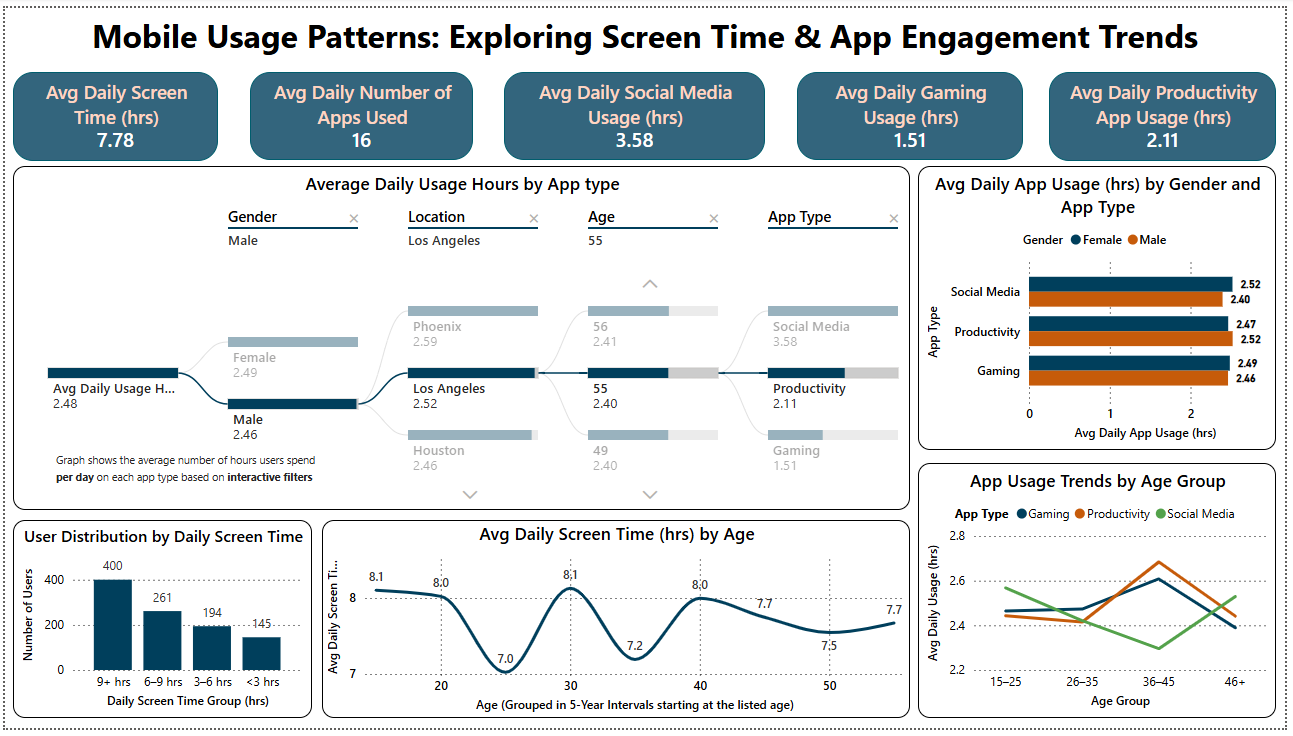 Mobile Usage Patterns: Exploring Screen Time & App Engagement Trends
Avg Daily Screen
Time (hrs)
7.78
Avg Daily Number of
Apps Used
16
Avg Daily Social Media
Usage (hrs)
3.58
Avg Daily Gaming
Usage (hrs)
1.51
Avg Daily Productivity
App Usage (hrs)
2.11
Average Daily Usage Hours by App type
Gender ×
Male
Location ×
Los Angeles
Age ×
55
App Type ×
Avg Daily Usage H...
2.48
Female
2.49
Male
2.46
Phoenix
2.59
Los Angeles
2.52
Houston
2.46
56
2.41
55
2.40
49
2.40
Social Media
3.58
Productivity
2.11
Gaming
1.51
Graph shows the average number of hours users spend
per day on each app type based on interactive filters
Avg Daily App Usage (hrs) by Gender and
App Type
Gender Female Male
App Type
Social Media
2.52
2.40
Productivity
2.47
2.52
Gaming
2.49
2.46
0 1 2
Avg Daily App Usage (hrs)
User Distribution by Daily Screen Time
Number of Users
400
200
0
400
261
194
145
9+ hrs 6–9 hrs 3–6 hrs <3 hrs
Daily Screen Time Group (hrs)
Avg Daily Screen Time (hrs) by Age
Avg Daily Screen Ti...
8
7
8.1
8.0
7.0
8.1
7.2
8.0
7.7
7.5
7.7
20 30 40 50
Age (Grouped in 5-Year Intervals starting at the listed age)
App Usage Trends by Age Group
App Type Gaming Productivity Social Media
Avg Daily Usage (hrs)
2.8
2.6
2.4
2.2
15–25 26–35 36–45 46+
Age Group